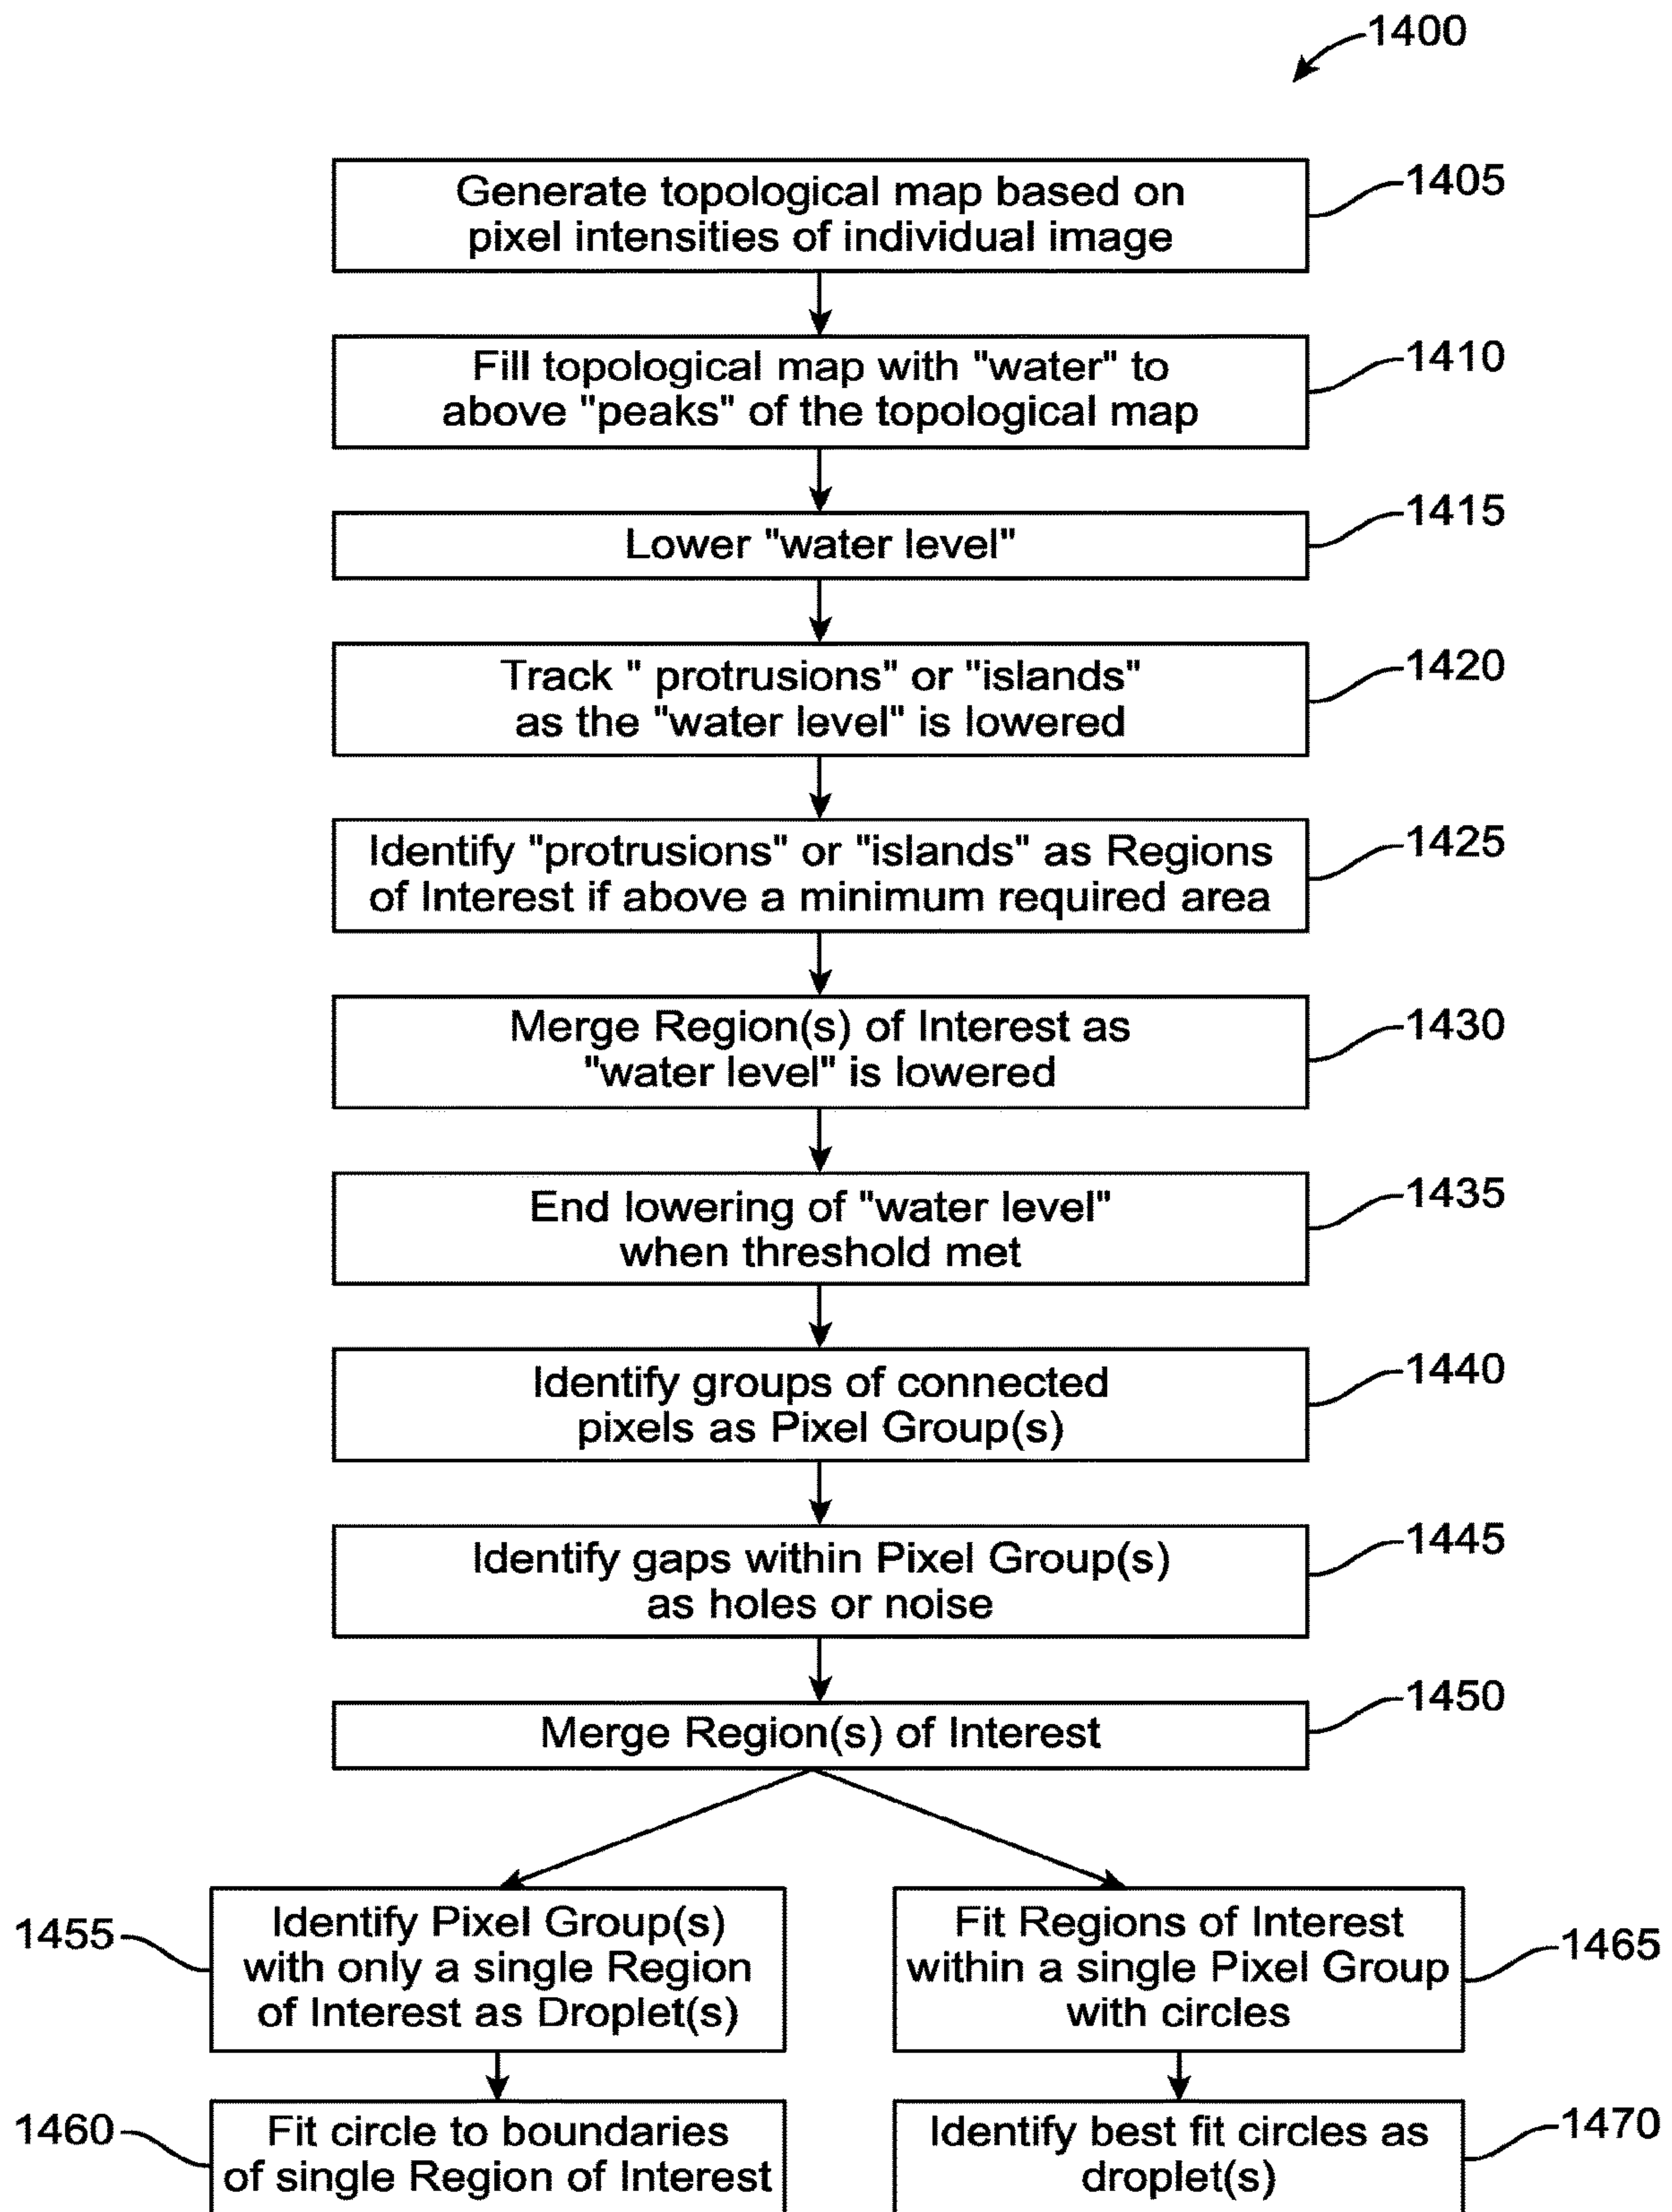 1400
Generate topological map based on
pixel intensities of individual image
1405
Fill topological map with "water" to
above "peaks" of the topological map
1410
Lower "water level"
1415
Track " protrusions" or "islands"
as the "water level" is lowered
1420
Identify "protrusions" or "islands" as Regions
of Interest if above a minimum required area
1425
Merge Region(s) of Interest as
"water level" is lowered
1430
End lowering of "water level"
when threshold met
1435
Identify groups of connected
pixels as Pixel Group(s)
1440
Identify gaps within Pixel Group(s)
as holes or noise
1445
Merge Region(s) of Interest
1450
1455
Identify Pixel Group(s)
with only a single Region
of Interest as Droplet(s)
Fit Regions of Interest
within a single Pixel Group
with circles
1465
1460
Fit circle to boundaries
of single Region of Interest
Identify best fit circles as
droplet(s)
1470